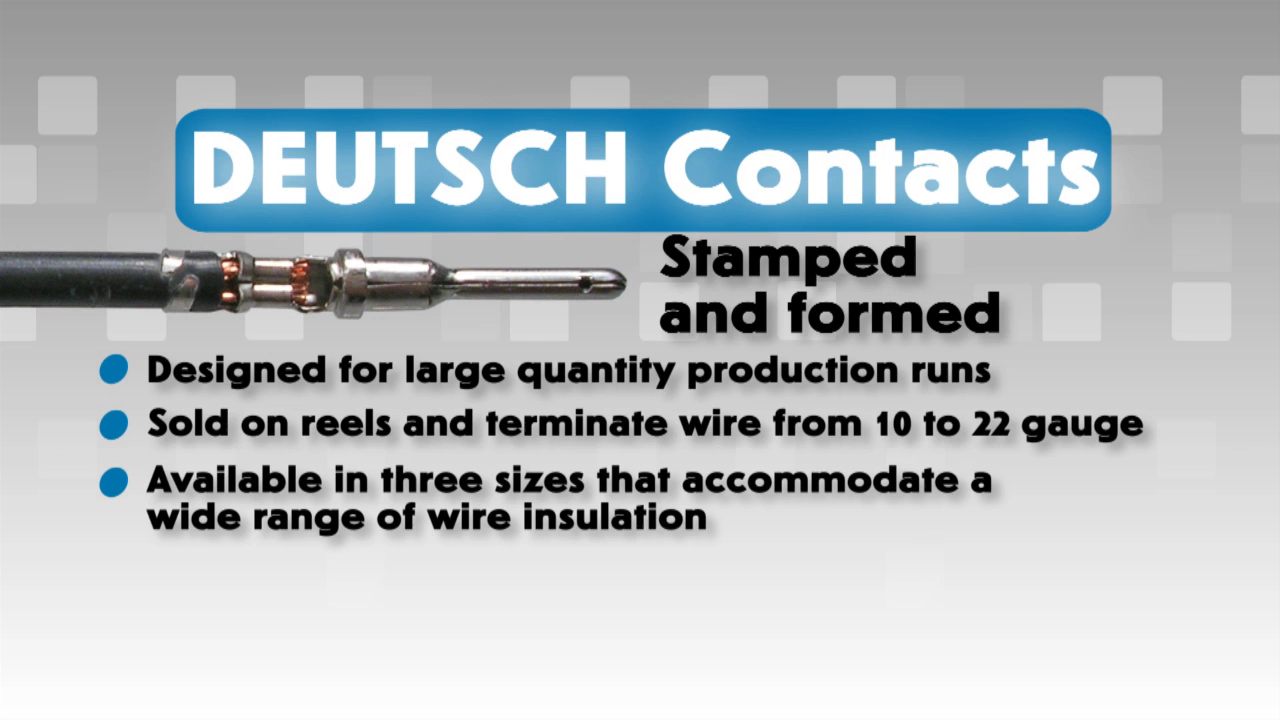 DEUTSCH Contacts
Stamped
and formed
Designed for large quantity production runs
Sold on reels and terminate wire from 10 to 22 gauge
Available in three sizes that accommodate a
wide range of wire insulation